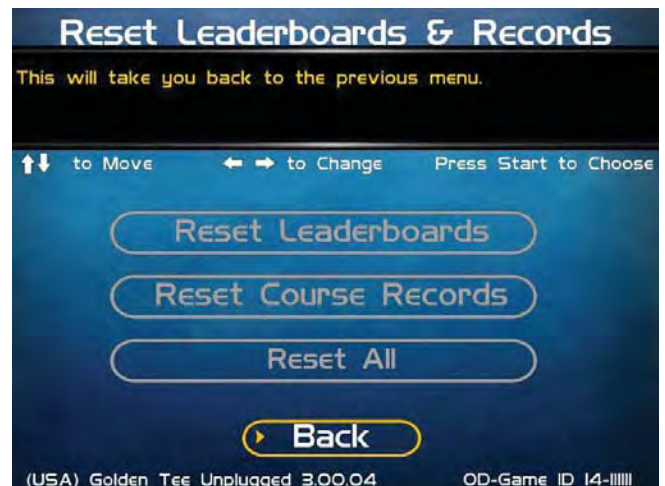 Reset Leaderboards & Records
This will take you back to the previous menu.
↑↓ to Move ← → to Change Press Start to Choose
Reset Leaderboards
Reset Course Records
Reset All
Back
(USA) Golden Tee Unplugged 3.00.04 OD-Game ID 14-111111